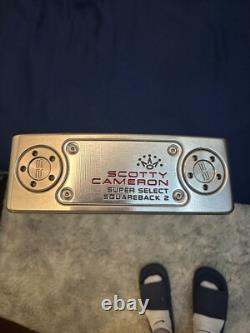 SCOTTY
CAMERON
SUPER SELECT
SQUAREBACK 2